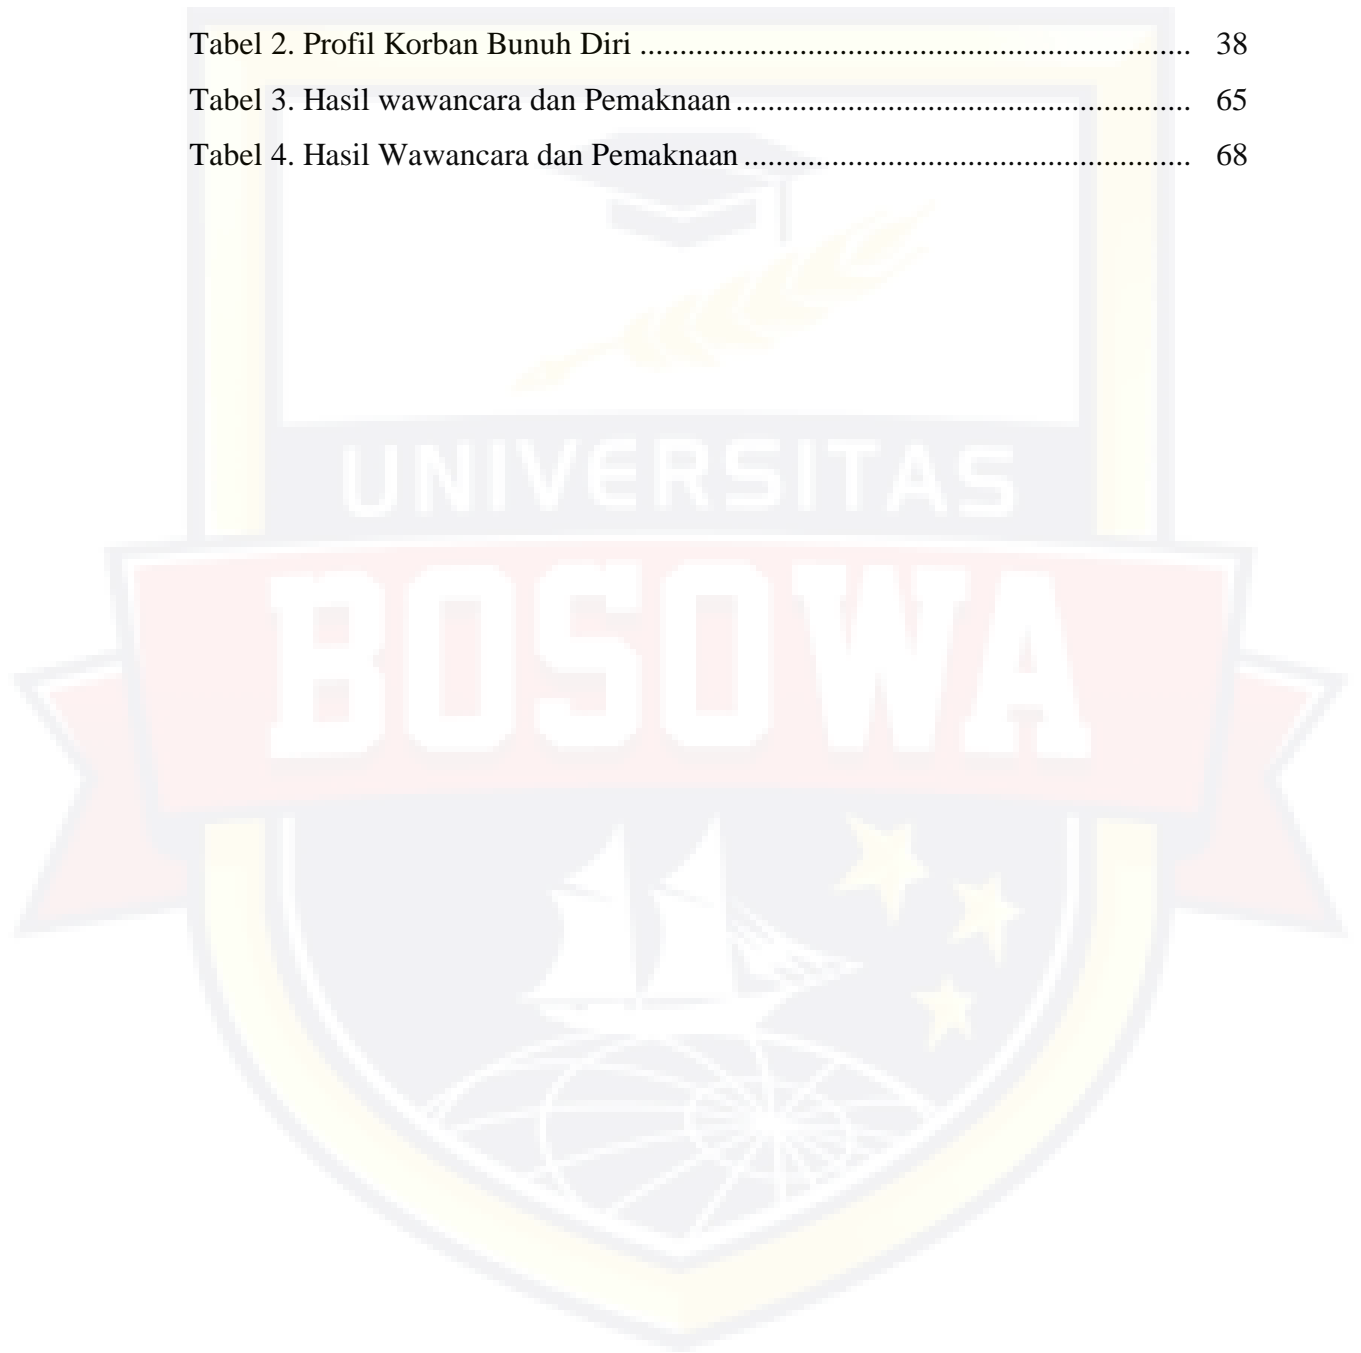 Tabel 2. Profil Korban Bunuh Diri ................................................................... 38
Tabel 3. Hasil wawancara dan Pemaknaan ....................................................... 65
Tabel 4. Hasil Wawancara dan Pemaknaan ...................................................... 68
UNIVERSITAS
BOSOWA